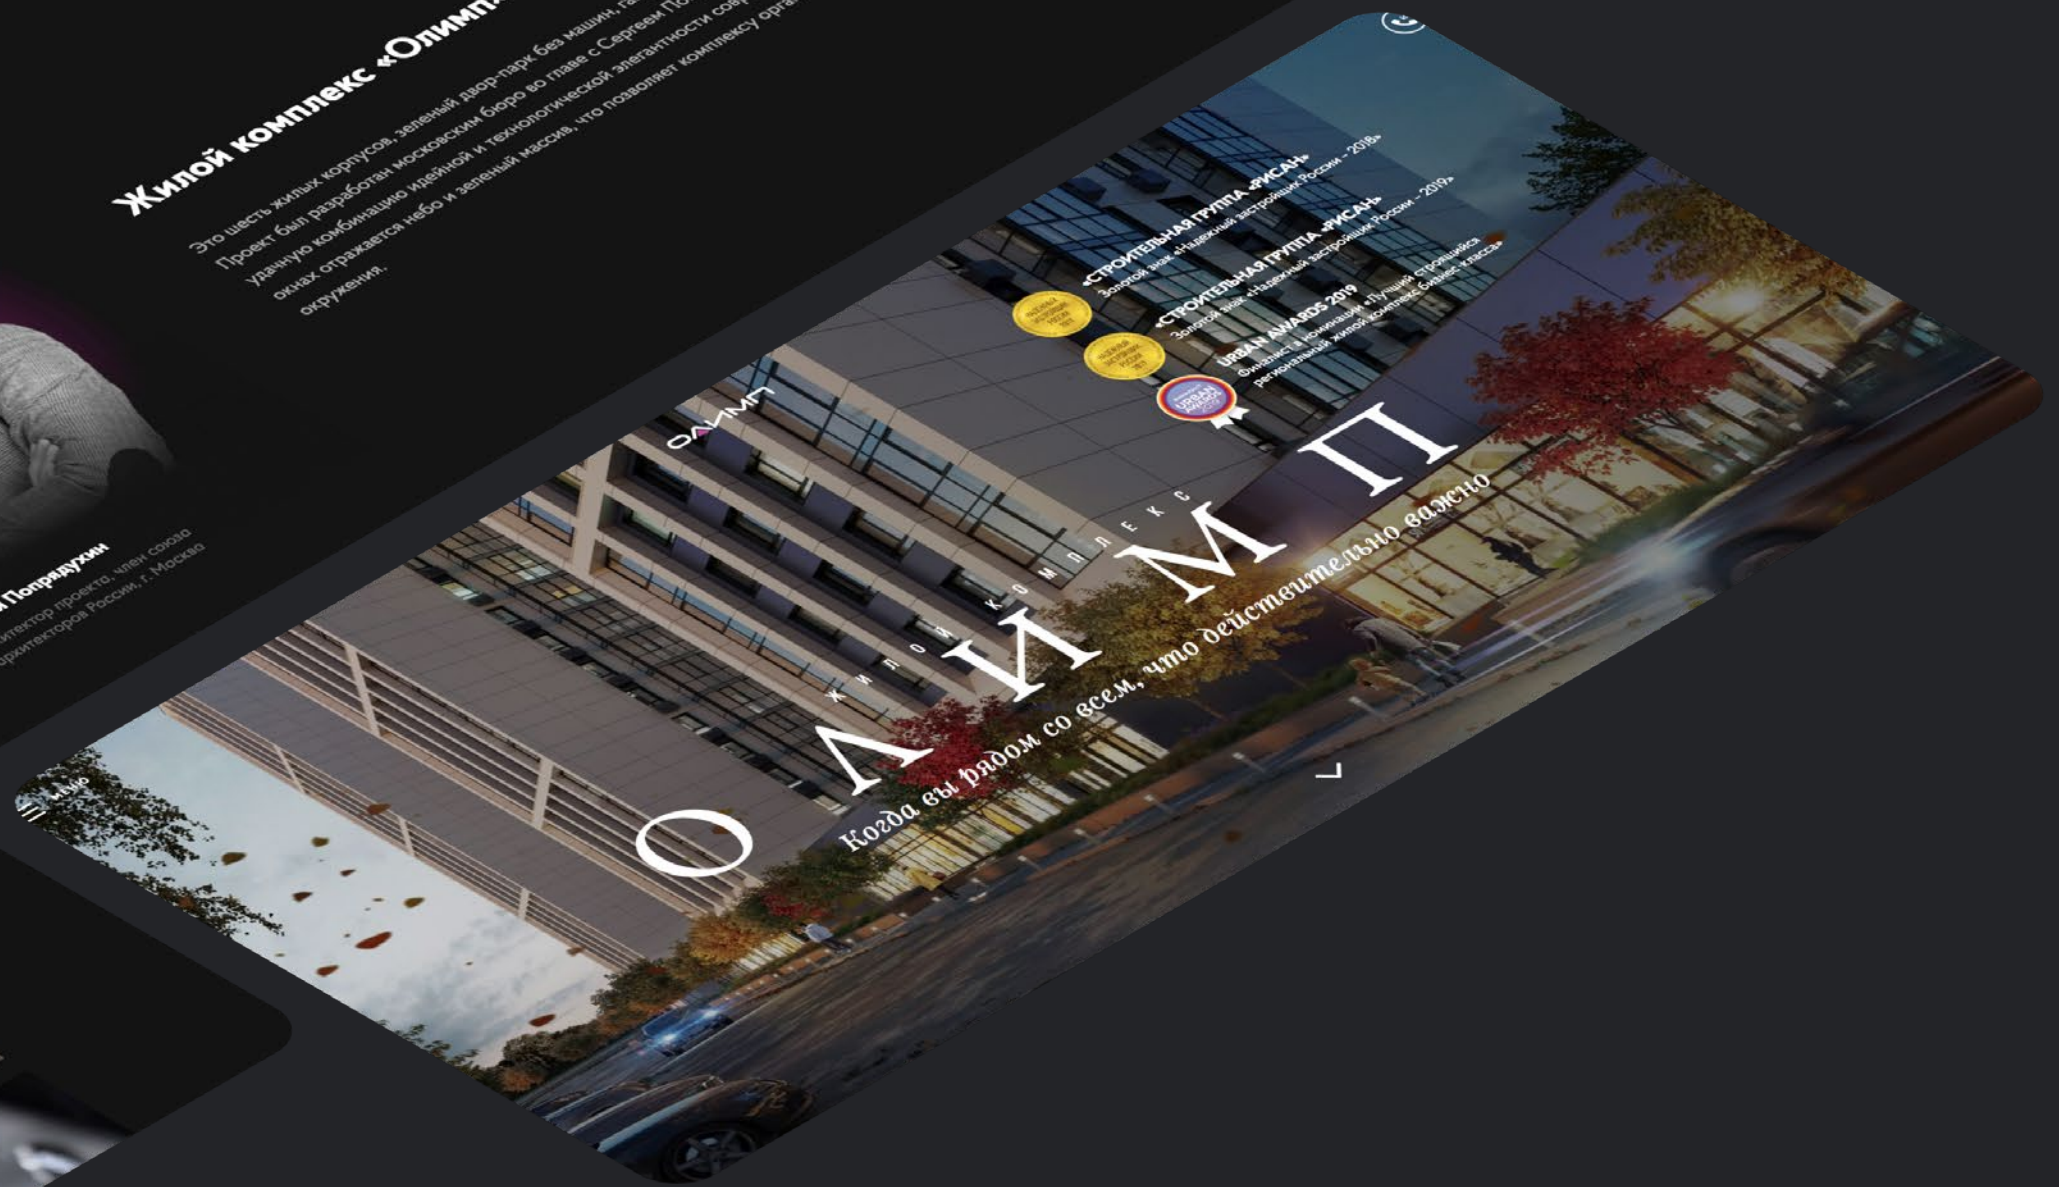 Жилой комплекс «Олимп
Это шесть жилых корпусов, зеленый двор-парк без машин,
Проект был разработан московским бюро во главе с Сергеем
удачную комбинацию идейной и технологической элегантности
окнах отражается небо и зеленый массив, что позволяет комплексу
окружения.
Попрядухин
проекта, член союза
архитекторов России, г. Москва
МЕНЮ
ОЛИМП
«СТРОИТЕЛЬНАЯ ГРУППА «РИСАН»
Золотой знак «Надежный застройщик России – 2018»
«СТРОИТЕЛЬНАЯ ГРУППА «РИСАН»
Золотой знак «Надежный застройщик России – 2019»
URBAN AWARDS 2019
Финалист в номинации «Лучший строящийся
региональный жилой комплекс бизнес класса»
URBAN
AWARDS
ЖИЛОЙ КОМПЛЕКС
ОЛИМП
Когда вы рядом со всем, что действительно важно